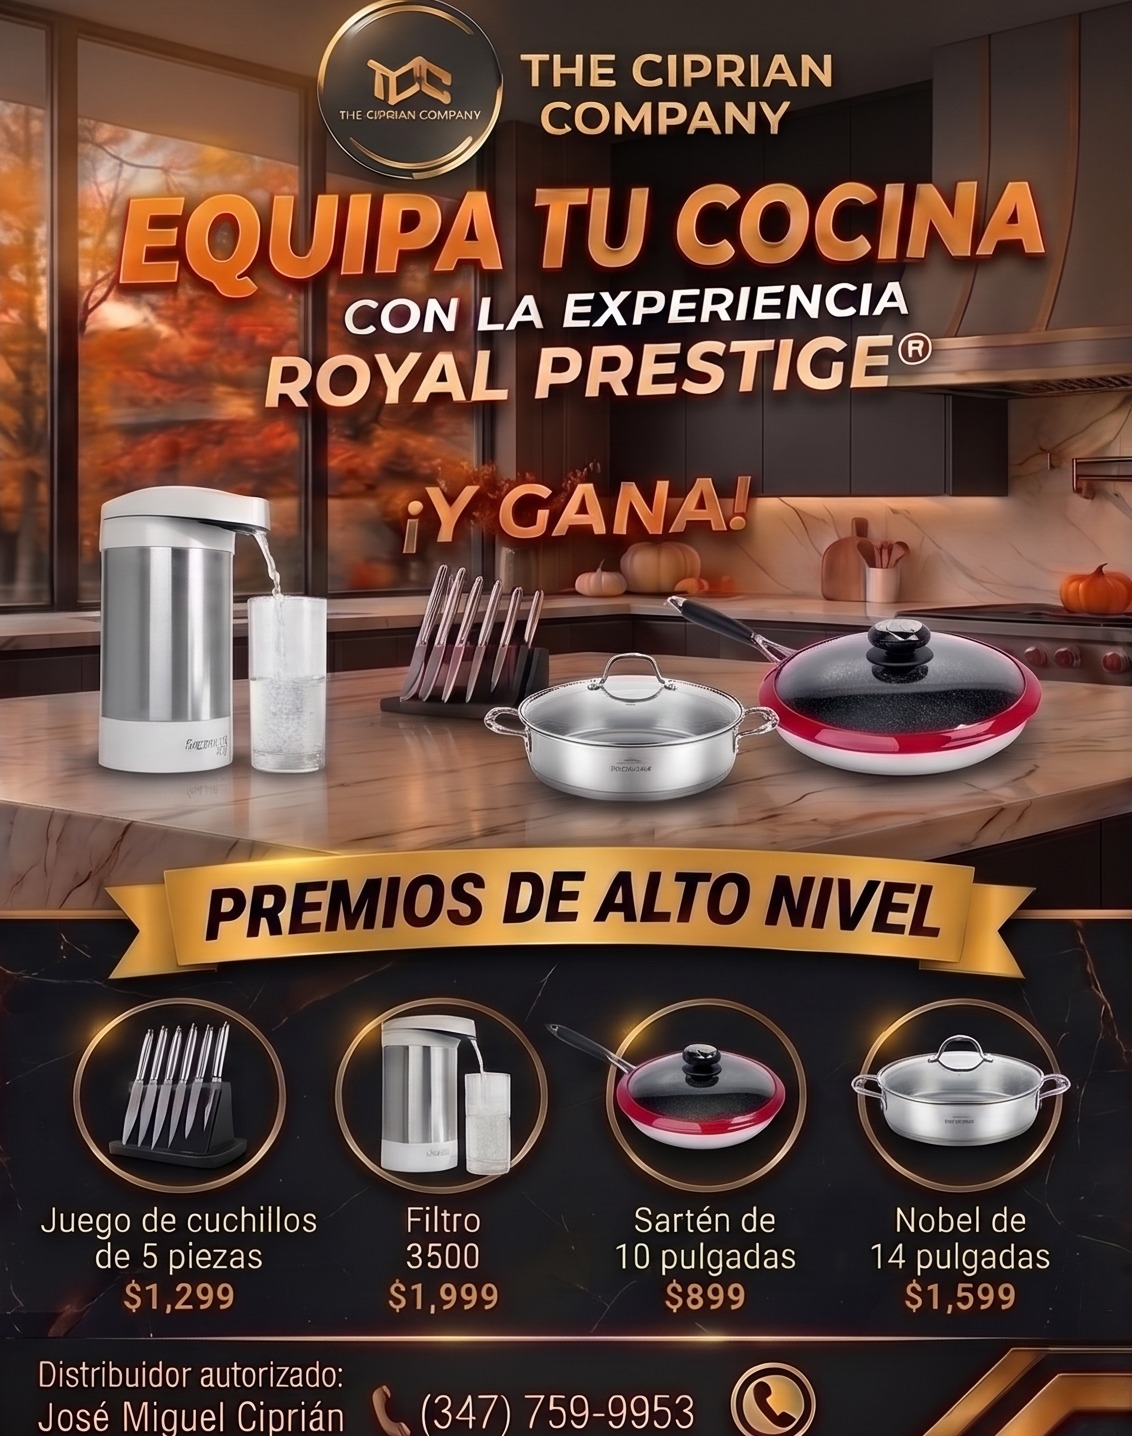 THE CIPRIAN COMPANY
THE CIPRIAN
COMPANY
EQUIPA TU COCINA
CON LA EXPERIENCIA
ROYAL PRESTIGE®
¡Y GANA!
PREMIOS DE ALTO NIVEL
Juego de cuchillos
de 5 piezas
$1,299
Filtro
3500
$1,999
Sartén de
10 pulgadas
$899
Nobel de
14 pulgadas
$1,599
Distribuidor autorizado:
José Miguel Ciprián
(347) 759-9953